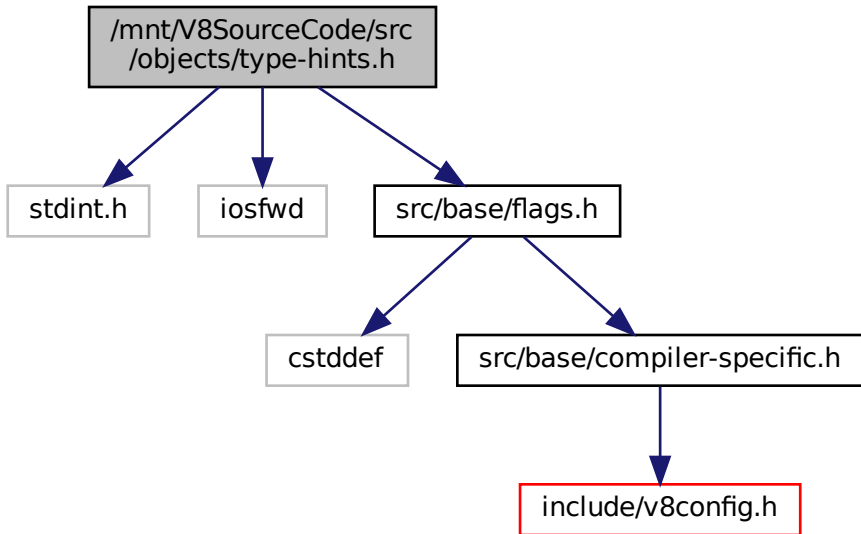 /mnt/V8SourceCode/src
/objects/type-hints.h
stdint.h
iosfwd
src/base/flags.h
cstddef
src/base/compiler-specific.h
include/v8config.h